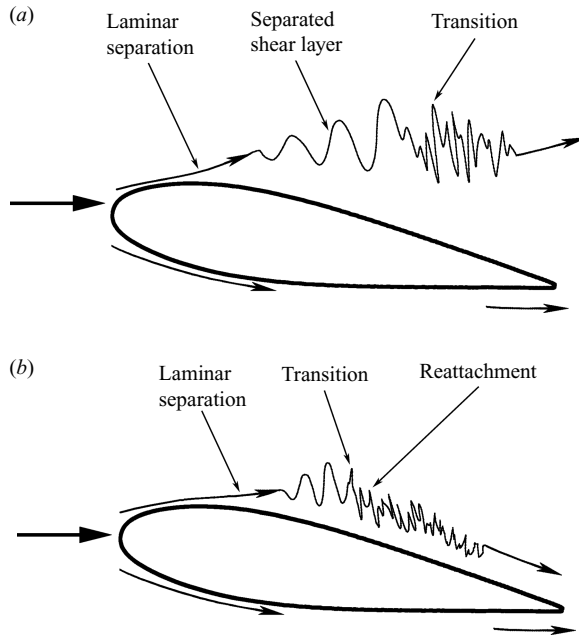 (a)
Laminar
separation
Separated
shear layer
Transition
(b)
Laminar
separation
Transition
Reattachment